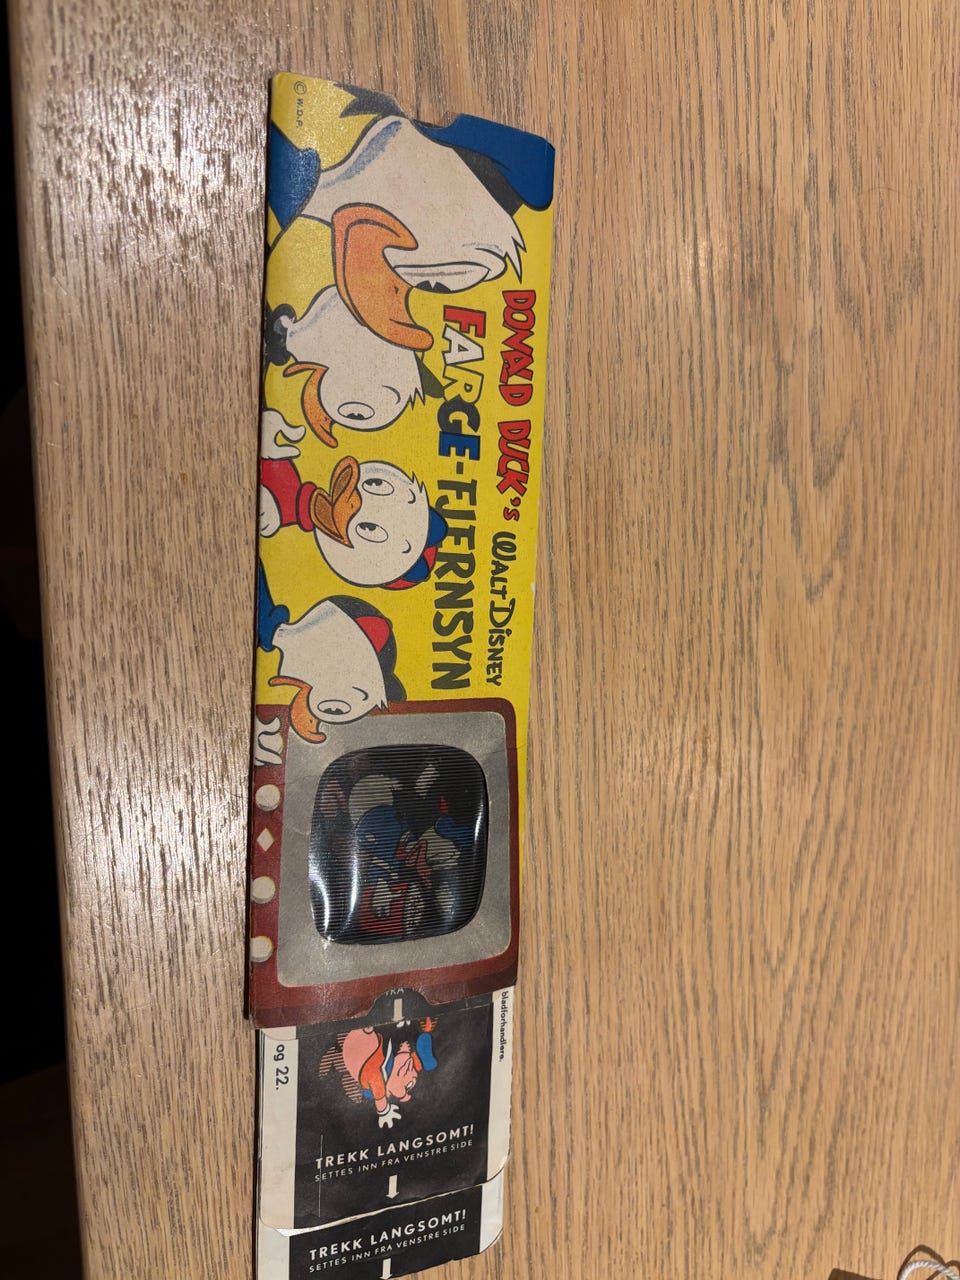 © W.D.P.
DONALD DUCK's WALT DISNEY
FARGE-FJERNSYN
bladforhandlere.
FRA
TREKK LANGSOMT!
SETTES INN FRA VENSTRE SIDE
og 22.
TREKK LANGSOMT!
SETTES INN FRA VENSTRE SIDE